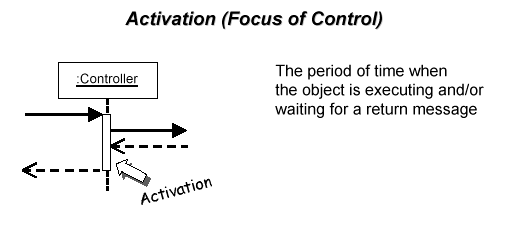 Activation (Focus of Control)
:Controller
The period of time when
the object is executing and/or
waiting for a return message
Activation